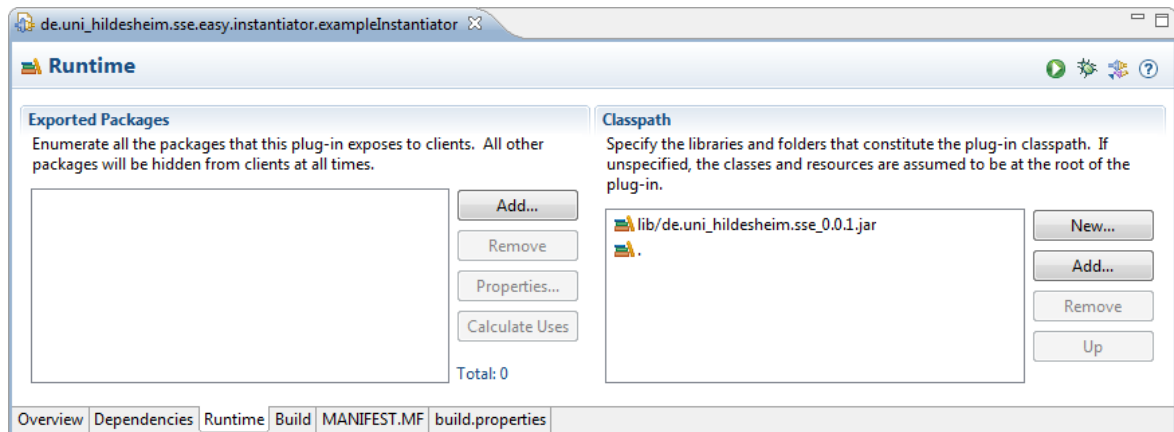 de.uni_hildesheim.sse.easy.instantiator.exampleInstantiator
Runtime
Exported Packages
Enumerate all the packages that this plug-in exposes to clients. All other
packages will be hidden from clients at all times.
Add...
Remove
Properties...
Calculate Uses
Total: 0
Classpath
Specify the libraries and folders that constitute the plug-in classpath. If
unspecified, the classes and resources are assumed to be at the root of the
plug-in.
lib/de.uni_hildesheim.sse_0.0.1.jar
.
New...
Add...
Remove
Up
Overview Dependencies Runtime Build MANIFEST.MF build.properties